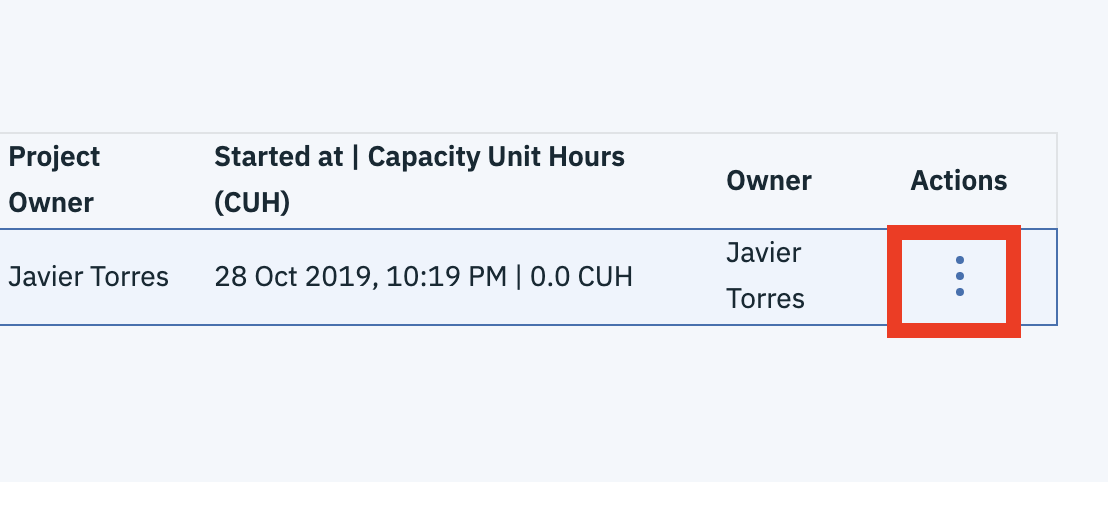 Project Owner
Started at | Capacity Unit Hours (CUH)
Owner
Actions
Javier Torres
28 Oct 2019, 10:19 PM | 0.0 CUH
Javier Torres